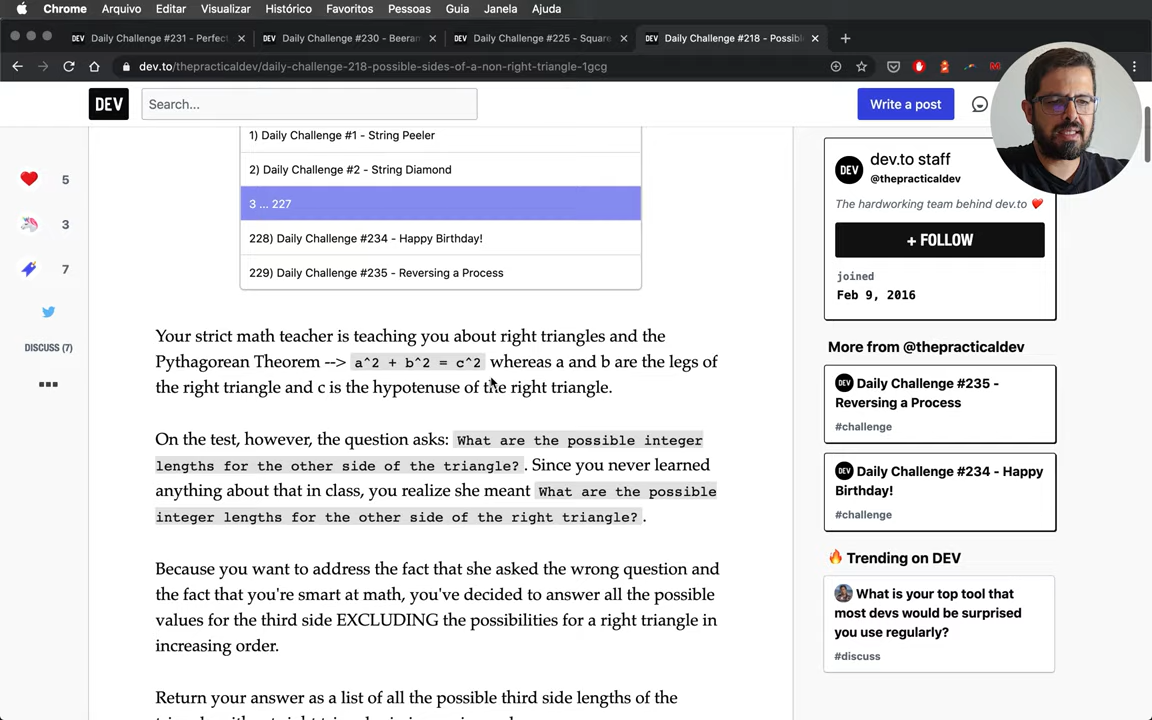 Chrome Arquivo Editar Visualizar Histórico Favoritos Pessoas Guia Janela Ajuda
DEV Daily Challenge #231 - Perfect
DEV Daily Challenge #230 - Beeram
DEV Daily Challenge #225 - Square
DEV Daily Challenge #218 - Possib
dev.to/thepracticaldev/daily-challenge-218-possible-sides-of-a-non-right-triangle-1gcg
DEV
Search...
Write a post
1) Daily Challenge #1 - String Peeler
2) Daily Challenge #2 - String Diamond
3 ... 227
228) Daily Challenge #234 - Happy Birthday!
229) Daily Challenge #235 - Reversing a Process
5
3
7
DISCUSS (7)
Your strict math teacher is teaching you about right triangles and the
Pythagorean Theorem --> a^2 + b^2 = c^2 whereas a and b are the legs of
the right triangle and c is the hypotenuse of the right triangle.
On the test, however, the question asks: What are the possible integer
lengths for the other side of the triangle?. Since you never learned
anything about that in class, you realize she meant What are the possible
integer lengths for the other side of the right triangle?.
Because you want to address the fact that she asked the wrong question and
the fact that you're smart at math, you've decided to answer all the possible
values for the third side EXCLUDING the possibilities for a right triangle in
increasing order.
Return your answer as a list of all the possible third side lengths of the
DEV
dev.to staff
@thepracticaldev
The hardworking team behind dev.to
+ FOLLOW
joined
Feb 9, 2016
More from @thepracticaldev
DEV Daily Challenge #235 -
Reversing a Process
#challenge
DEV Daily Challenge #234 - Happy
Birthday!
#challenge
Trending on DEV
What is your top tool that
most devs would be surprised
you use regularly?
#discuss